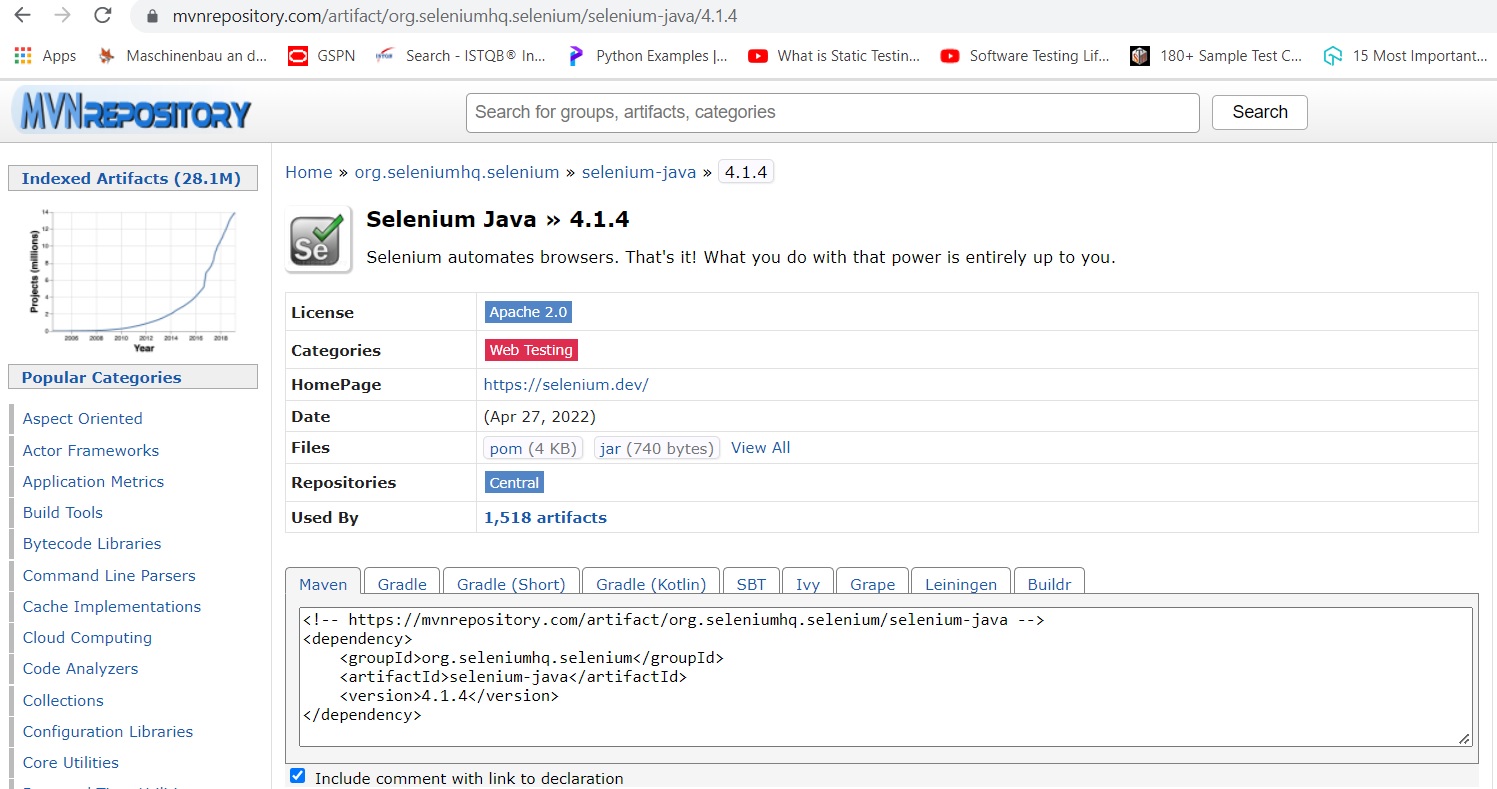 mvnrepository.com/artifact/org.seleniumhq.selenium/selenium-java/4.1.4
Apps Maschinenbau an d... GSPN Search - ISTQB® In... Python Examples |... What is Static Testin... Software Testing Lif... 180+ Sample Test C... 15 Most Important...
MVNREPOSITORY
Search for groups, artifacts, categories
Search
Indexed Artifacts (28.1M)
14
12
10
8
6
4
2
0
Projects (millions)
2006 2008 2010 2012 2014 2016 2018
Year
Popular Categories
Aspect Oriented
Actor Frameworks
Application Metrics
Build Tools
Bytecode Libraries
Command Line Parsers
Cache Implementations
Cloud Computing
Code Analyzers
Collections
Configuration Libraries
Core Utilities
Home » org.seleniumhq.selenium » selenium-java » 4.1.4
Se
Selenium Java » 4.1.4
Selenium automates browsers. That's it! What you do with that power is entirely up to you.
License Apache 2.0
Categories Web Testing
HomePage https://selenium.dev/
Date (Apr 27, 2022)
Files pom (4 KB) jar (740 bytes) View All
Repositories Central
Used By 1,518 artifacts
Maven Gradle Gradle (Short) Gradle (Kotlin) SBT Ivy Grape Leiningen Buildr
<!-- https://mvnrepository.com/artifact/org.seleniumhq.selenium/selenium-java -->
<dependency>
    <groupId>org.seleniumhq.selenium</groupId>
    <artifactId>selenium-java</artifactId>
    <version>4.1.4</version>
</dependency>
Include comment with link to declaration